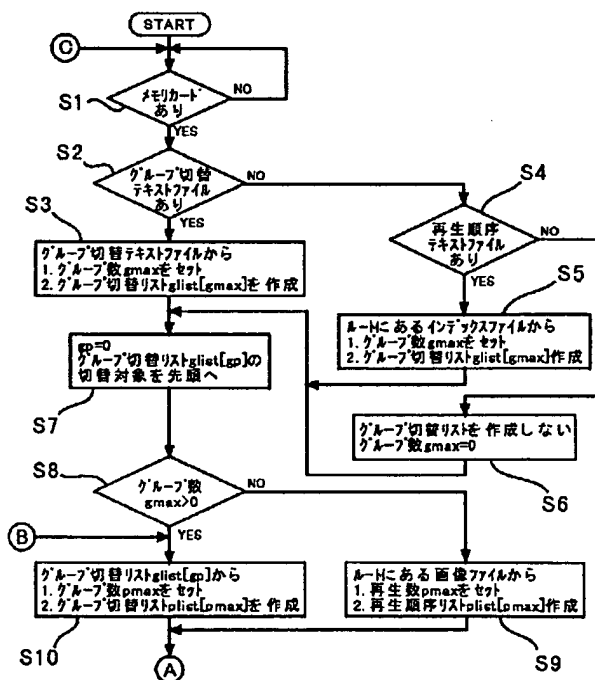 START
C
S1
メモリカード
あり
NO
YES
S2
グループ切替
テキストファイル
あり
NO
YES
S4
再生順序
テキストファイル
あり
NO
YES
S3
グループ切替テキストファイルから
1. グループ数gmaxをセット
2. グループ切替リストglist[gmax]を作成
S5
ルートにあるインデックスファイルから
1. グループ数gmaxをセット
2. グループ切替リストglist[gmax]作成
gp=0
グループ切替リストglist[gp]の
切替対象を先頭へ
S7
グループ切替リストを作成しない
グループ数gmax=0
S6
S8
グループ数
gmax>0
NO
YES
B
グループ切替リストglist[gp]から
1. グループ数pmaxをセット
2. グループ切替リストplist[pmax]を作成
S10
ルートにある画像ファイルから
1. 再生数pmaxをセット
2. 再生順序リストplist[pmax]作成
S9
A